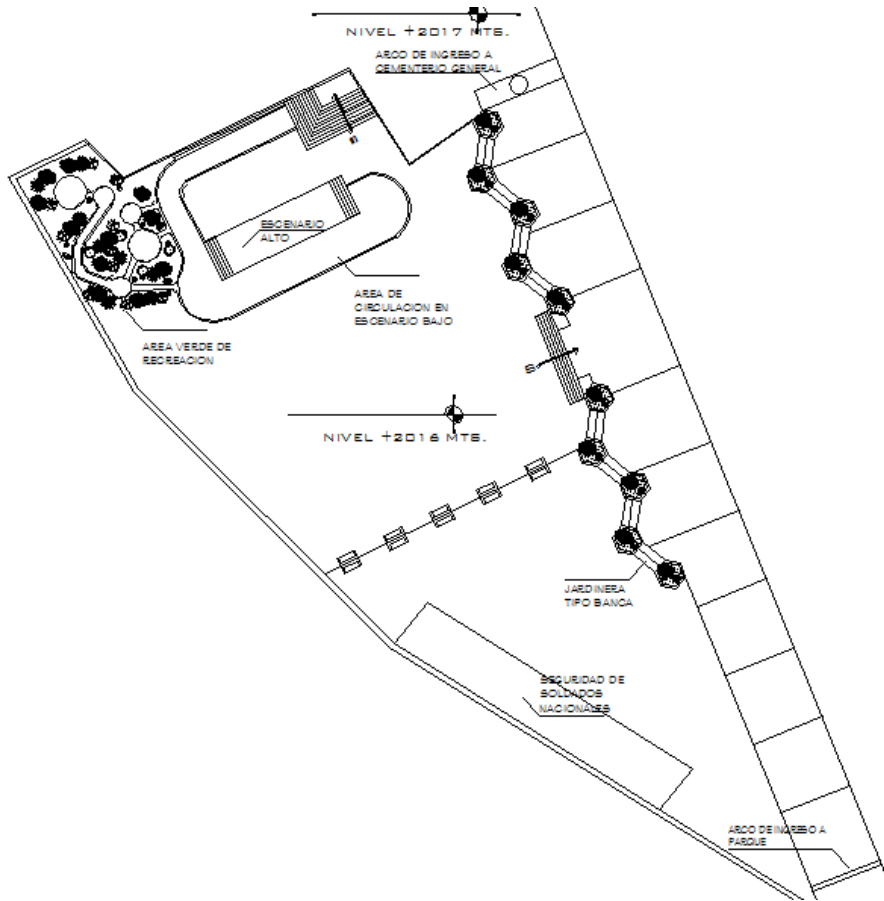 NIVEL +2017 MTS.
ARCO DE INGRESO A
CEMENTERIO GENERAL
S
ESCENARIO
ALTO
AREA DE
CIRCULACION EN
ESCENARIO BAJO
AREA VERDE DE
RECREACION
S
NIVEL +2016 MTS.
JARDINERA
TIPO BANCA
SEGURIDAD DE
SOLDADOS
NACIONALES
ARCO DE INGRESO A
PARQUE